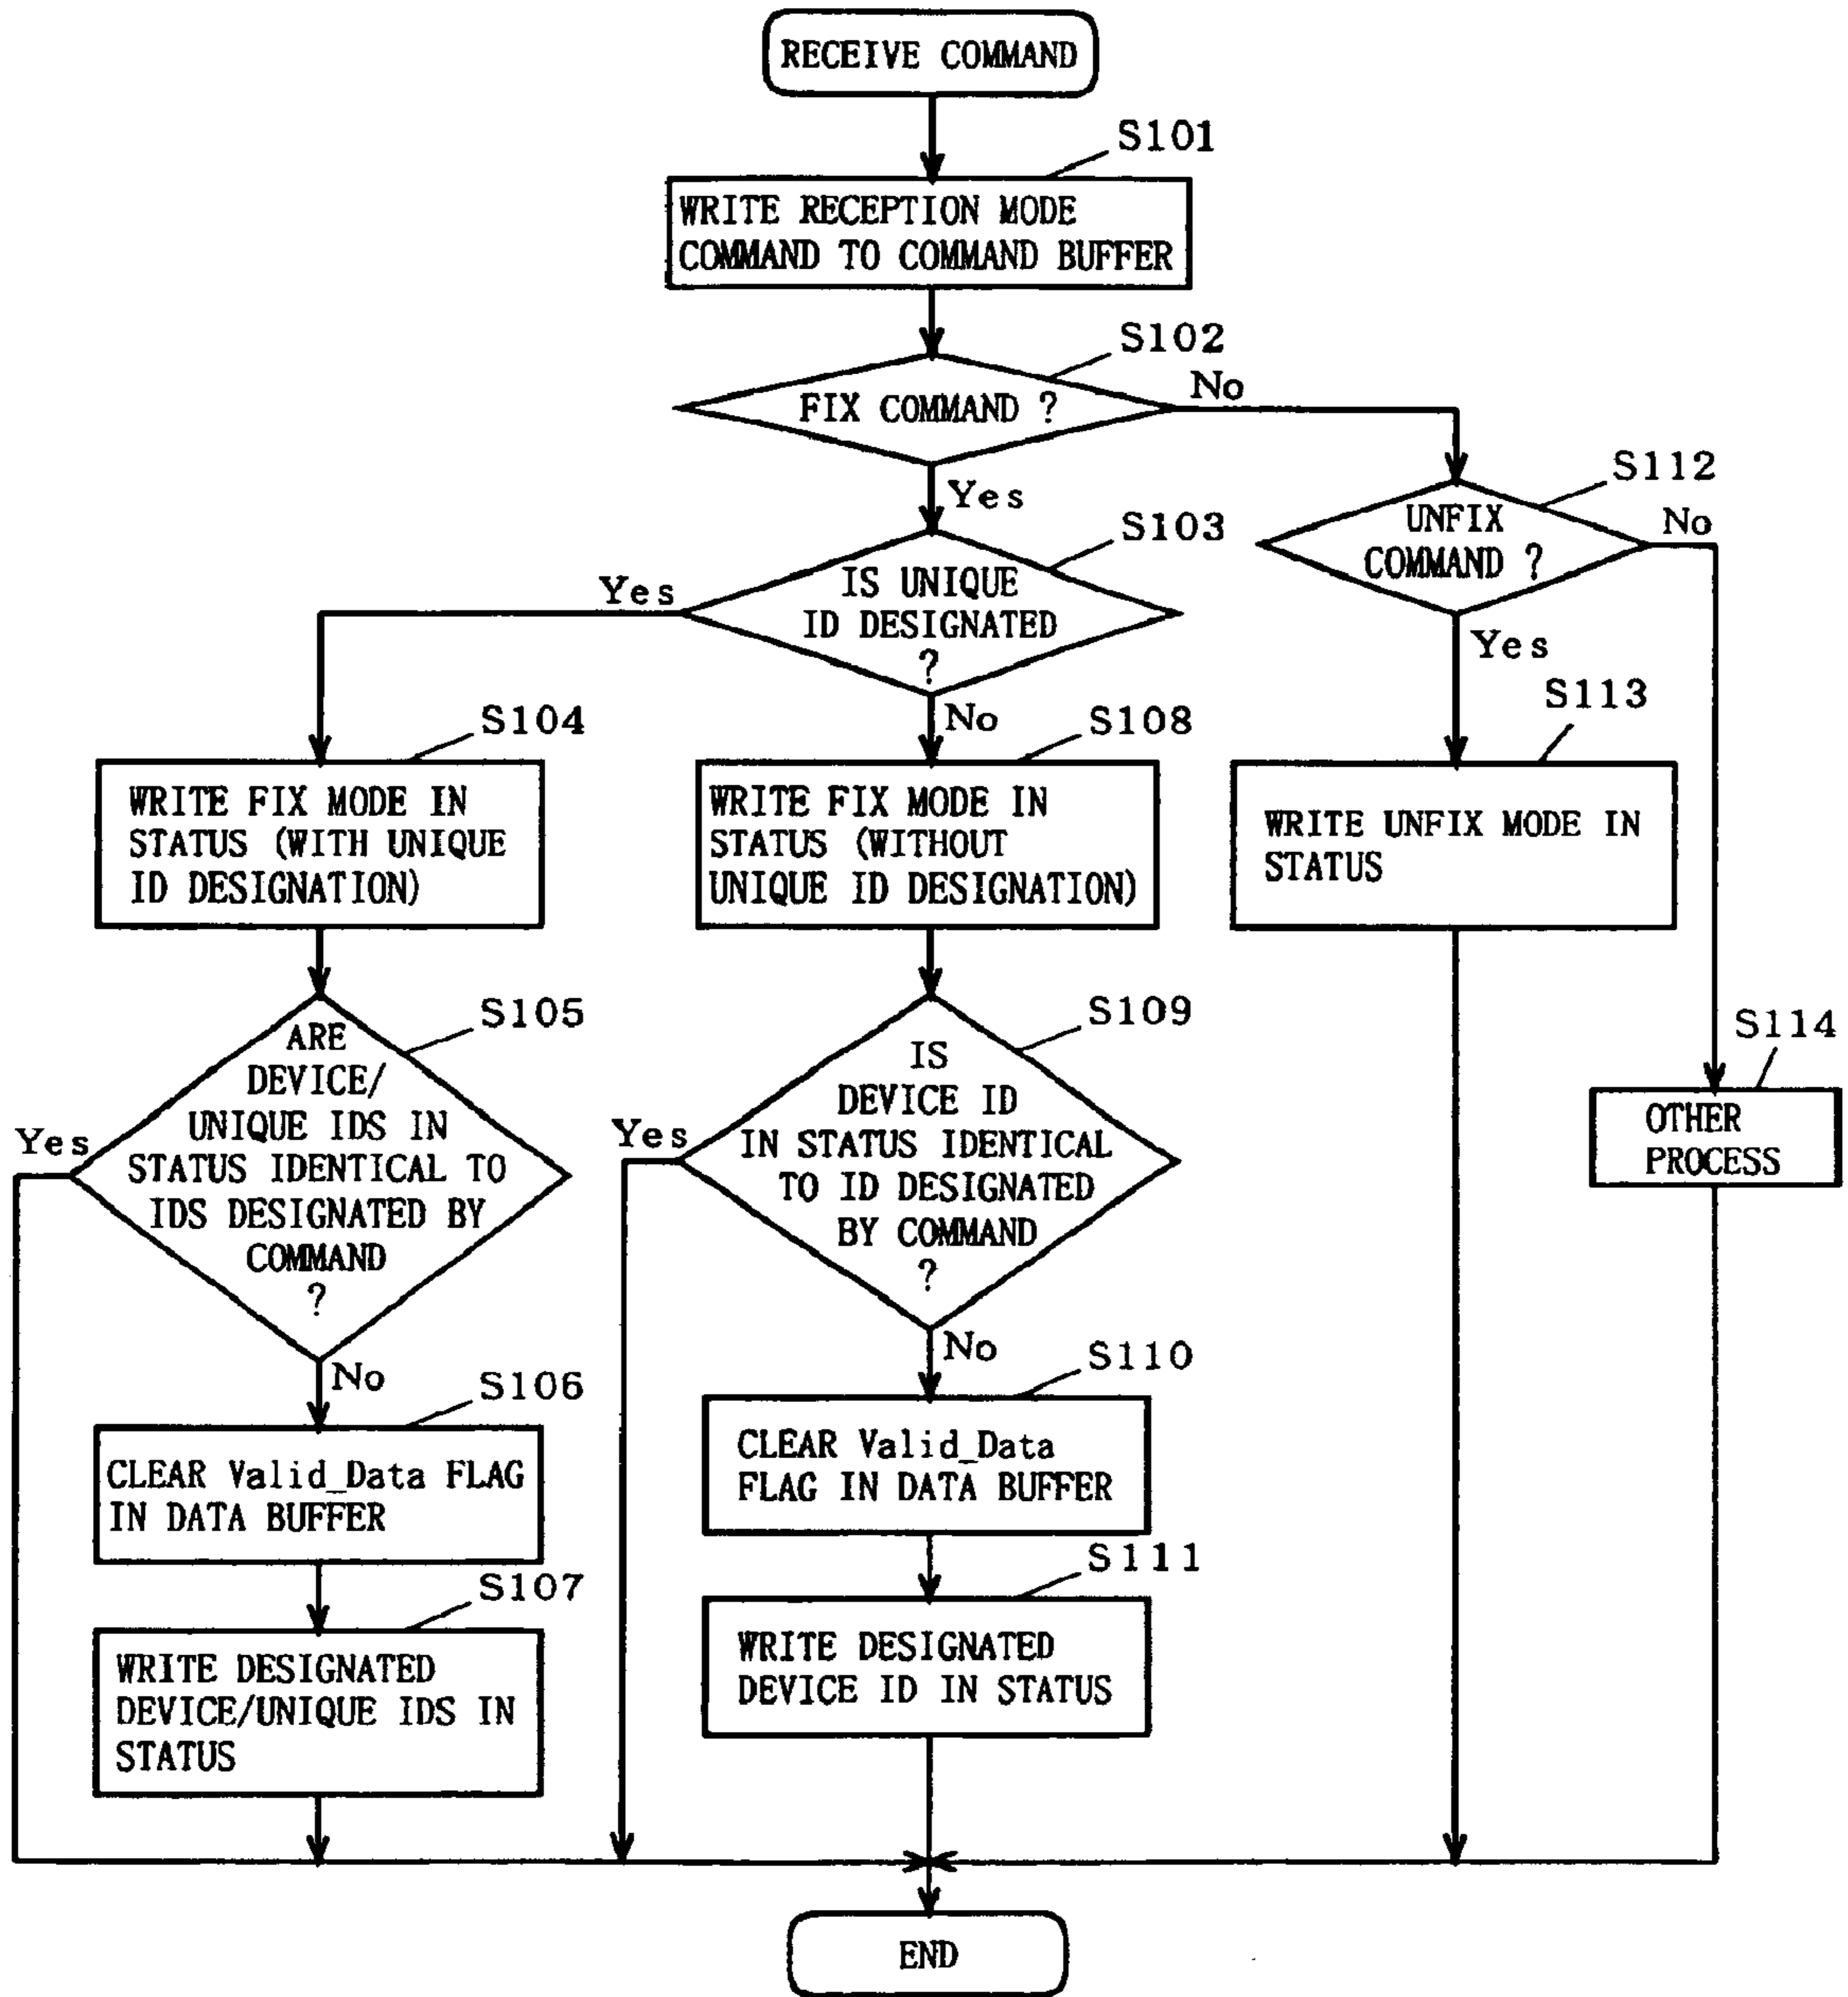 RECEIVE COMMAND
S101
WRITE RECEPTION MODE
COMMAND TO COMMAND BUFFER
S102
FIX COMMAND ?
No
Yes
S112
UNFIX
COMMAND ?
No
Yes
S103
IS UNIQUE
ID DESIGNATED
?
Yes
No
S104
WRITE FIX MODE IN
STATUS (WITH UNIQUE
ID DESIGNATION)
S108
WRITE FIX MODE IN
STATUS (WITHOUT
UNIQUE ID DESIGNATION)
S113
WRITE UNFIX MODE IN
STATUS
S105
ARE
DEVICE/
UNIQUE IDS IN
STATUS IDENTICAL TO
IDS DESIGNATED BY
COMMAND
?
Yes
No
S109
IS
DEVICE ID
IN STATUS IDENTICAL
TO ID DESIGNATED
BY COMMAND
?
Yes
No
S114
OTHER
PROCESS
S106
CLEAR Valid_Data FLAG
IN DATA BUFFER
S110
CLEAR Valid_Data
FLAG IN DATA BUFFER
S107
WRITE DESIGNATED
DEVICE/UNIQUE IDS IN
STATUS
S111
WRITE DESIGNATED
DEVICE ID IN STATUS
END